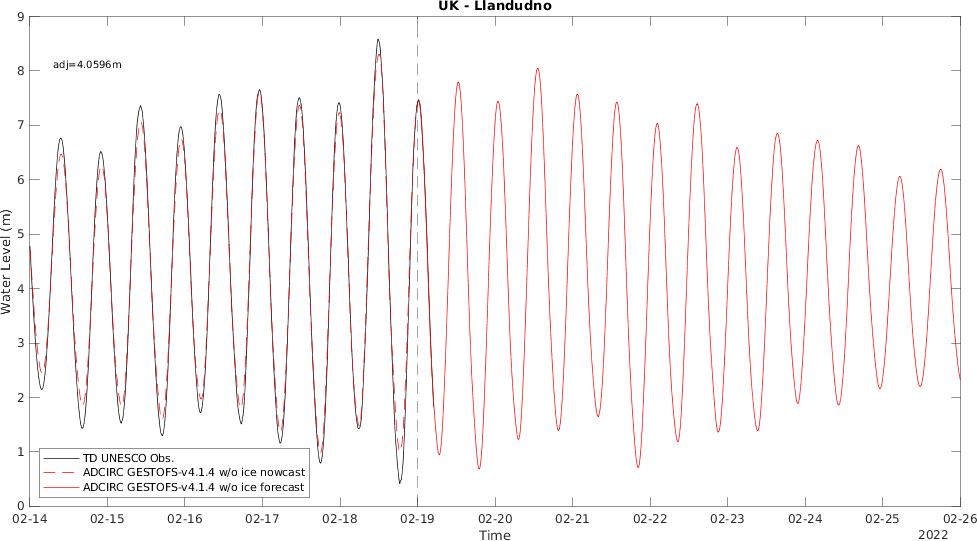 UK - Llandudno
9
8
7
6
5
4
3
2
1
0
Water Level (m)
adj=4.0596m
TD UNESCO Obs.
ADCIRC GESTOFS-v4.1.4 w/o ice nowcast
ADCIRC GESTOFS-v4.1.4 w/o ice forecast
02-14 02-15 02-16 02-17 02-18 02-19 02-20 02-21 02-22 02-23 02-24 02-25 02-26
Time
2022